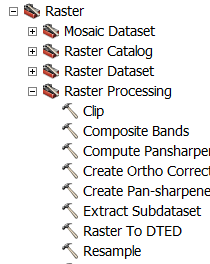 Raster
Mosaic Dataset
Raster Catalog
Raster Dataset
Raster Processing
Clip
Composite Bands
Compute Pansharpe
Create Ortho Correct
Create Pan-sharpene
Extract Subdataset
Raster To DTED
Resample